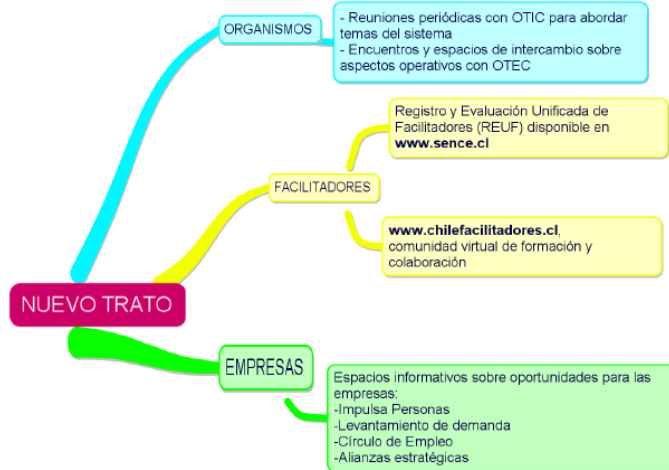 ORGANISMOS
- Reuniones periódicas con OTIC para abordar
temas del sistema
- Encuentros y espacios de intercambio sobre
aspectos operativos con OTEC
Registro y Evaluación Unificada de
Facilitadores (REUF) disponible en
www.sence.cl
FACILITADORES
www.chilefacilitadores.cl,
comunidad virtual de formación y
colaboración
NUEVO TRATO
EMPRESAS
Espacios informativos sobre oportunidades para las
empresas:
-Impulsa Personas
-Levantamiento de demanda
-Círculo de Empleo
-Alianzas estratégicas